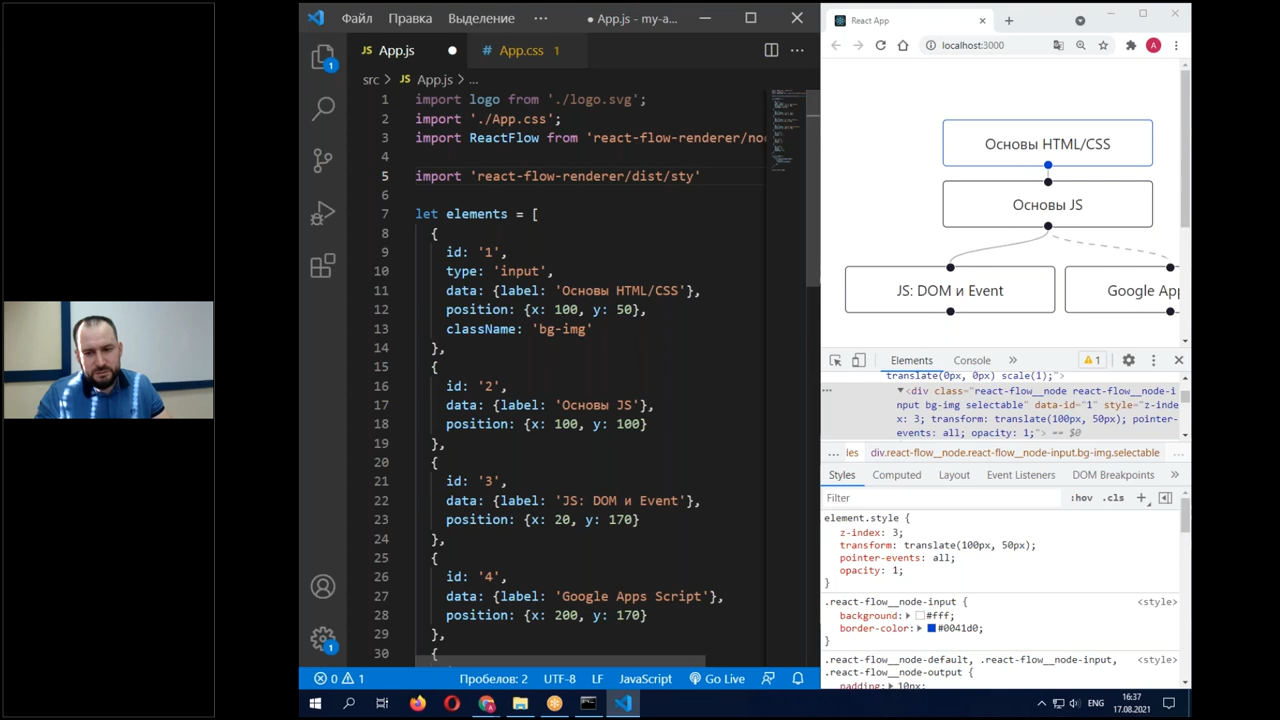 Файл Правка Выделение ··· ● App.js - my-a...
JS App.js ● # App.css 1
src > JS App.js > ...
1 import logo from './logo.svg';
2 import './App.css';
3 import ReactFlow from 'react-flow-renderer/noc
4
5 import 'react-flow-renderer/dist/sty'
6
7 let elements = [
8 {
9 id: '1',
10 type: 'input',
11 data: {label: 'Основы HTML/CSS'},
12 position: {x: 100, y: 50},
13 className: 'bg-img'
14 },
15 {
16 id: '2',
17 data: {label: 'Основы JS'},
18 position: {x: 100, y: 100}
19 },
20 {
21 id: '3',
22 data: {label: 'JS: DOM и Event'},
23 position: {x: 20, y: 170}
24 },
25 {
26 id: '4',
27 data: {label: 'Google Apps Script'},
28 position: {x: 200, y: 170}
29 },
30 {
1
1
0 1 Пробелов: 2 UTF-8 LF JavaScript Go Live
React App
localhost:3000
A
Основы HTML/CSS
Основы JS
JS: DOM и Event
Google App
Elements Console » 1
translate(0px, 0px) scale(1);">
▼<div class="react-flow__node react-flow__node-i
nput bg-img selectable" data-id="1" style="z-inde
x: 3; transform: translate(100px, 50px); pointer-
events: all; opacity: 1;"> == $0
... les div.react-flow__node.react-flow__node-input.bg-img.selectable ...
Styles Computed Layout Event Listeners DOM Breakpoints »
Filter :hov .cls +
element.style {
z-index: 3;
transform: translate(100px, 50px);
pointer-events: all;
opacity: 1;
}
.react-flow__node-input { <style>
background: #fff;
border-color: #0041d0;
}
.react-flow__node-default, .react-flow__node-input, <style>
.react-flow__node-output {
padding: 10px;
ENG
16:37
17.08.2021